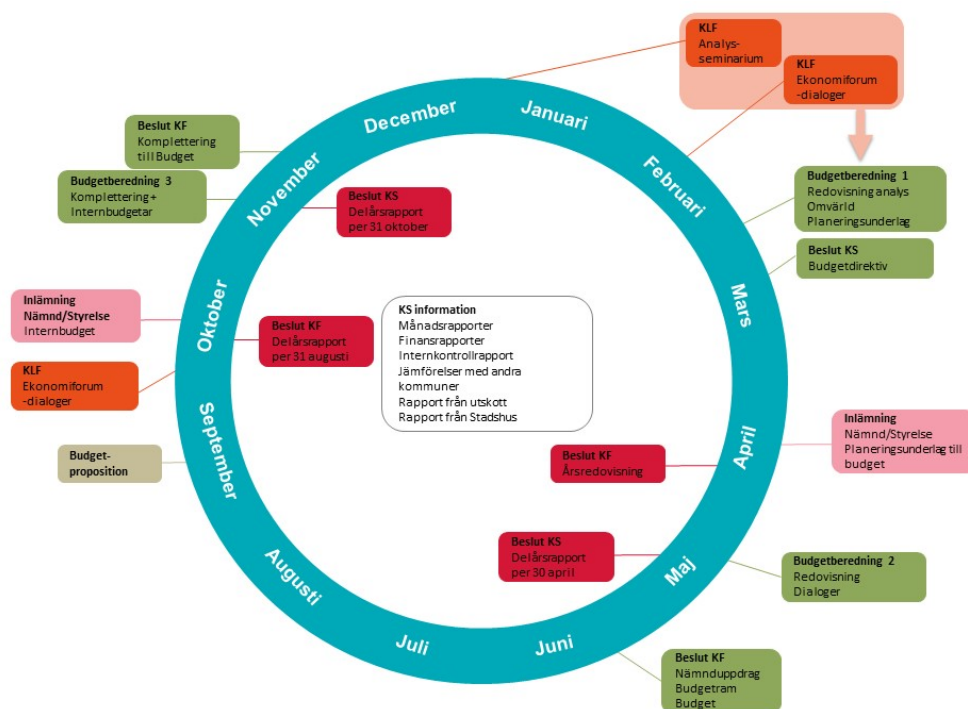 KLF
Analys-
seminarium
KLF
Ekonomiforum
-dialoger
Januari
Februari
Mars
April
Maj
Juni
Juli
Augusti
September
Oktober
November
December
Budgetberedning 1
Redovisning analys
Omvärld
Planeringsunderlag
Beslut KS
Budgetdirektiv
Inlämning
Nämnd/Styrelse
Planeringsunderlag till
budget
Budgetberedning 2
Redovisning
Dialoger
Beslut KF
Nämnduppdrag
Budgetram
Budget
Budget-
proposition
KLF
Ekonomiforum
-dialoger
Inlämning
Nämnd/Styrelse
Internbudget
Budgetberedning 3
Komplettering+
Internbudgetar
Beslut KF
Komplettering
till Budget
Beslut KS
Delårsrapport
per 31 oktober
Beslut KF
Delårsrapport
per 31 augusti
KS information
Månadsrapporter
Finansrapporter
Internkontrollrapport
Jämförelser med andra
kommuner
Rapport från utskott
Rapport från Stadshus
Beslut KF
Årsredovisning
Beslut KS
Delårsrapport
per 30 april